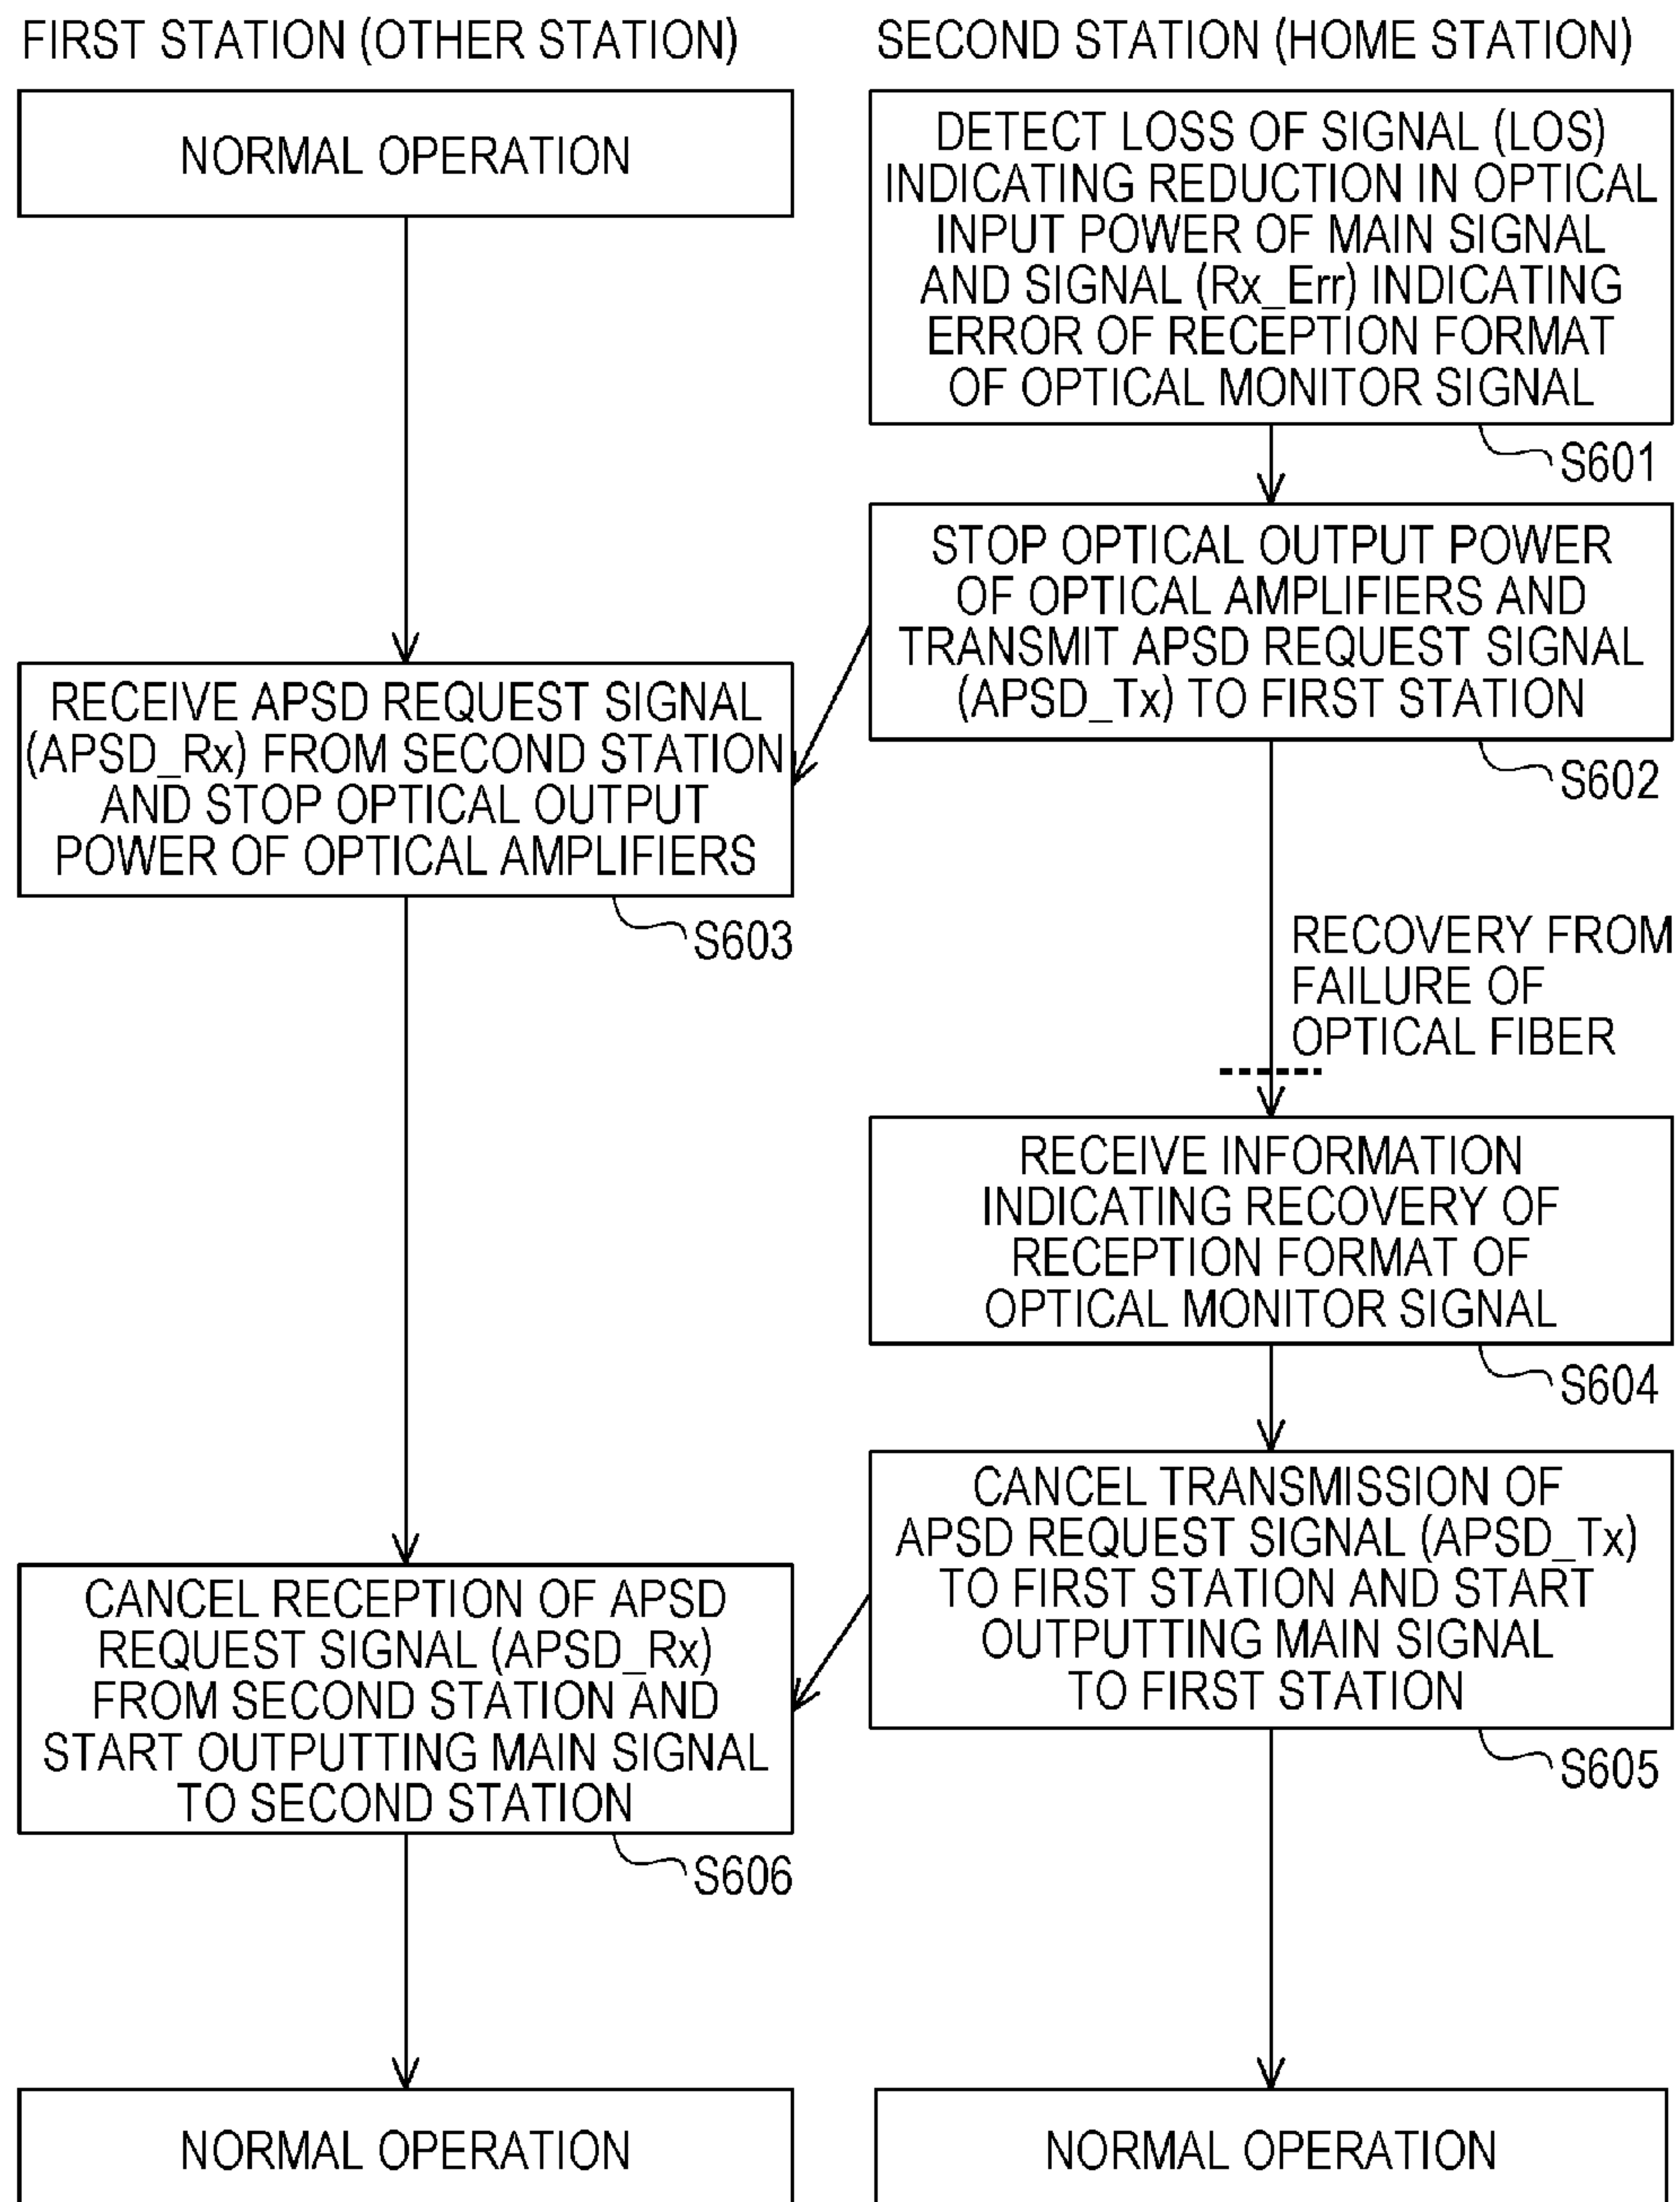 FIRST STATION (OTHER STATION)
SECOND STATION (HOME STATION)
NORMAL OPERATION
DETECT LOSS OF SIGNAL (LOS)
INDICATING REDUCTION IN OPTICAL
INPUT POWER OF MAIN SIGNAL
AND SIGNAL (Rx_Err) INDICATING
ERROR OF RECEPTION FORMAT
OF OPTICAL MONITOR SIGNAL
S601
STOP OPTICAL OUTPUT POWER
OF OPTICAL AMPLIFIERS AND
TRANSMIT APSD REQUEST SIGNAL
(APSD_Tx) TO FIRST STATION
S602
RECEIVE APSD REQUEST SIGNAL
(APSD_Rx) FROM SECOND STATION
AND STOP OPTICAL OUTPUT
POWER OF OPTICAL AMPLIFIERS
S603
RECOVERY FROM
FAILURE OF
OPTICAL FIBER
RECEIVE INFORMATION
INDICATING RECOVERY OF
RECEPTION FORMAT OF
OPTICAL MONITOR SIGNAL
S604
CANCEL TRANSMISSION OF
APSD REQUEST SIGNAL (APSD_Tx)
TO FIRST STATION AND START
OUTPUTTING MAIN SIGNAL
TO FIRST STATION
S605
CANCEL RECEPTION OF APSD
REQUEST SIGNAL (APSD_Rx)
FROM SECOND STATION AND
START OUTPUTTING MAIN SIGNAL
TO SECOND STATION
S606
NORMAL OPERATION
NORMAL OPERATION